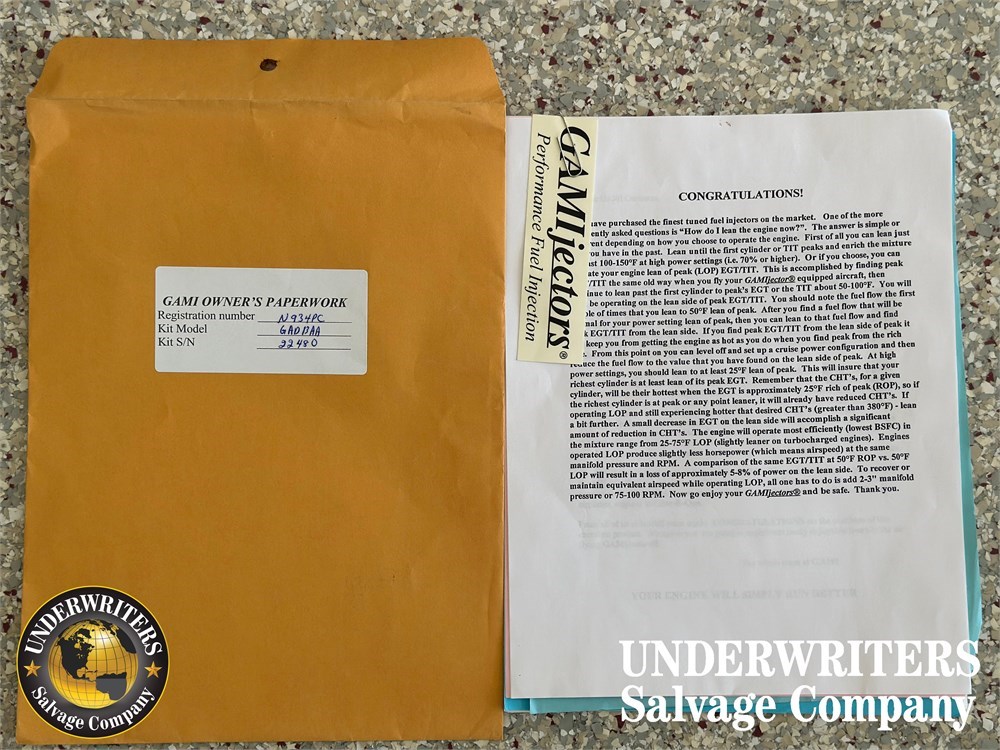 GAMI OWNER'S PAPERWORK
Registration number N934PC
Kit Model
Kit S/N 22480
GAMIjectors®
Performance Fuel Injection
CONGRATULATIONS!
have purchased the finest tuned fuel injectors on the market. One of the more
ently asked questions is "How do I lean the engine now?". The answer is simple or
ent depending on how you choose to operate the engine. First of all you can lean just
you have in the past. Lean until the first cylinder or TIT peaks and enrich the mixture
ast 100-150°F at high power settings (i.e. 70% or higher). Or if you choose, you can
ate your engine lean of peak (LOP) EGT/TIT. This is accomplished by finding peak
/TIT the same old way when you fly your GAMIjector® equipped aircraft, then
inue to lean past the first cylinder to peak's EGT or the TIT about 50-100°F. You will
be operating on the lean side of peak EGT/TIT. You should note the fuel flow the first
le of times that you lean to 50°F lean of peak. After you find a fuel flow that will be
nal for your power setting lean of peak, then you can lean to that fuel flow and find
EGT/TIT from the lean side. If you find peak EGT/TIT from the lean side of peak it
keep you from getting the engine as hot as you do when you find peak from the rich
. From this point on you can level off and set up a cruise power configuration and then
reduce the fuel flow to the value that you have found on the lean side of peak. At high
power settings, you should lean to at least 25°F lean of peak. This will insure that your
richest cylinder is at least lean of its peak EGT. Remember that the CHT's, for a given
cylinder, will be their hottest when the EGT is approximately 25°F rich of peak (ROP), so if
the richest cylinder is at peak or any point leaner, it will already have reduced CHT's. If
operating LOP and still experiencing hotter that desired CHT's (greater than 380°F) - lean
a bit further. A small decrease in EGT on the lean side will accomplish a significant
amount of reduction in CHT's. The engine will operate most efficiently (lowest BSFC) in
the mixture range from 25-75°F LOP (slightly leaner on turbocharged engines). Engines
operated LOP produce slightly less horsepower (which means airspeed) at the same
manifold pressure and RPM. A comparison of the same EGT/TIT at 50°F ROP vs. 50°F
LOP will result in a loss of approximately 5-8% of power on the lean side. To recover or
maintain equivalent airspeed while operating LOP, all one has to do is add 2-3" manifold
pressure or 75-100 RPM. Now go enjoy your GAMIjectors® and be safe. Thank you.
UNDERWRITERS
Salvage Company
UNDERWRITERS
Salvage Company